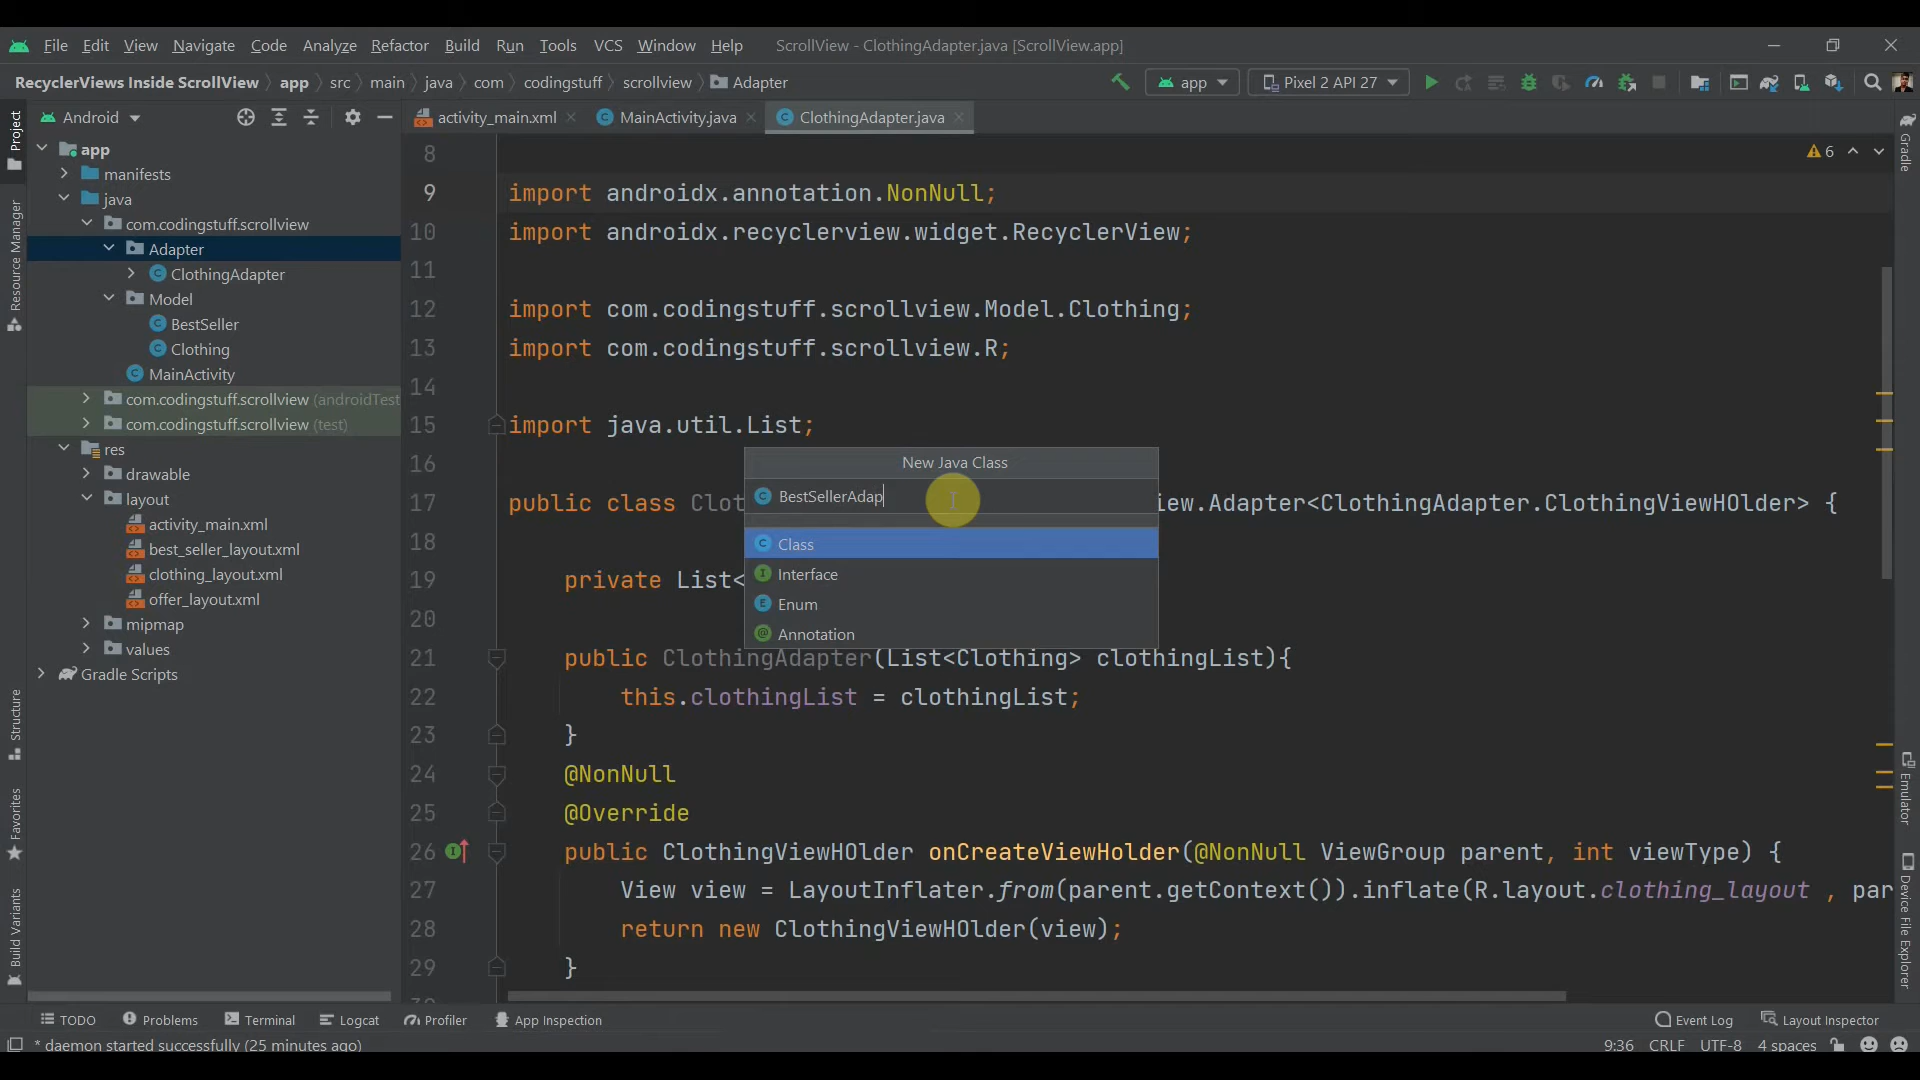 File Edit View Navigate Code Analyze Refactor Build Run Tools VCS Window Help ScrollView - ClothingAdapter.java [ScrollView.app]
RecyclerViews Inside ScrollView app src main java com codingstuff scrollview Adapter app Pixel 2 API 27
Android activity_main.xml MainActivity.java ClothingAdapter.java
Project
Resource Manager
Structure
Favorites
Build Variants
app
manifests
java
com.codingstuff.scrollview
Adapter
ClothingAdapter
Model
BestSeller
Clothing
MainActivity
com.codingstuff.scrollview (androidTest
com.codingstuff.scrollview (test)
res
drawable
layout
activity_main.xml
best_seller_layout.xml
clothing_layout.xml
offer_layout.xml
mipmap
values
Gradle Scripts
8
6
9 import androidx.annotation.NonNull;
10 import androidx.recyclerview.widget.RecyclerView;
11
12 import com.codingstuff.scrollview.Model.Clothing;
13 import com.codingstuff.scrollview.R;
14
15 import java.util.List;
16
17 public class Clot iew.Adapter<ClothingAdapter.ClothingViewHOlder> {
18
19 private List<
20
21 public ClothingAdapter(List<Clothing> clothingList){
22 this.clothingList = clothingList;
23 }
24 @NonNull
25 @Override
26 public ClothingViewHOlder onCreateViewHolder(@NonNull ViewGroup parent, int viewType) {
27 View view = LayoutInflater.from(parent.getContext()).inflate(R.layout.clothing_layout , par
28 return new ClothingViewHOlder(view);
29 }
New Java Class
BestSellerAdap
Class
Interface
Enum
Annotation
Gradle
Emulator
Device File Explorer
TODO Problems Terminal Logcat Profiler App Inspection Event Log Layout Inspector
* daemon started successfully (25 minutes ago) 9:36 CRLF UTF-8 4 spaces